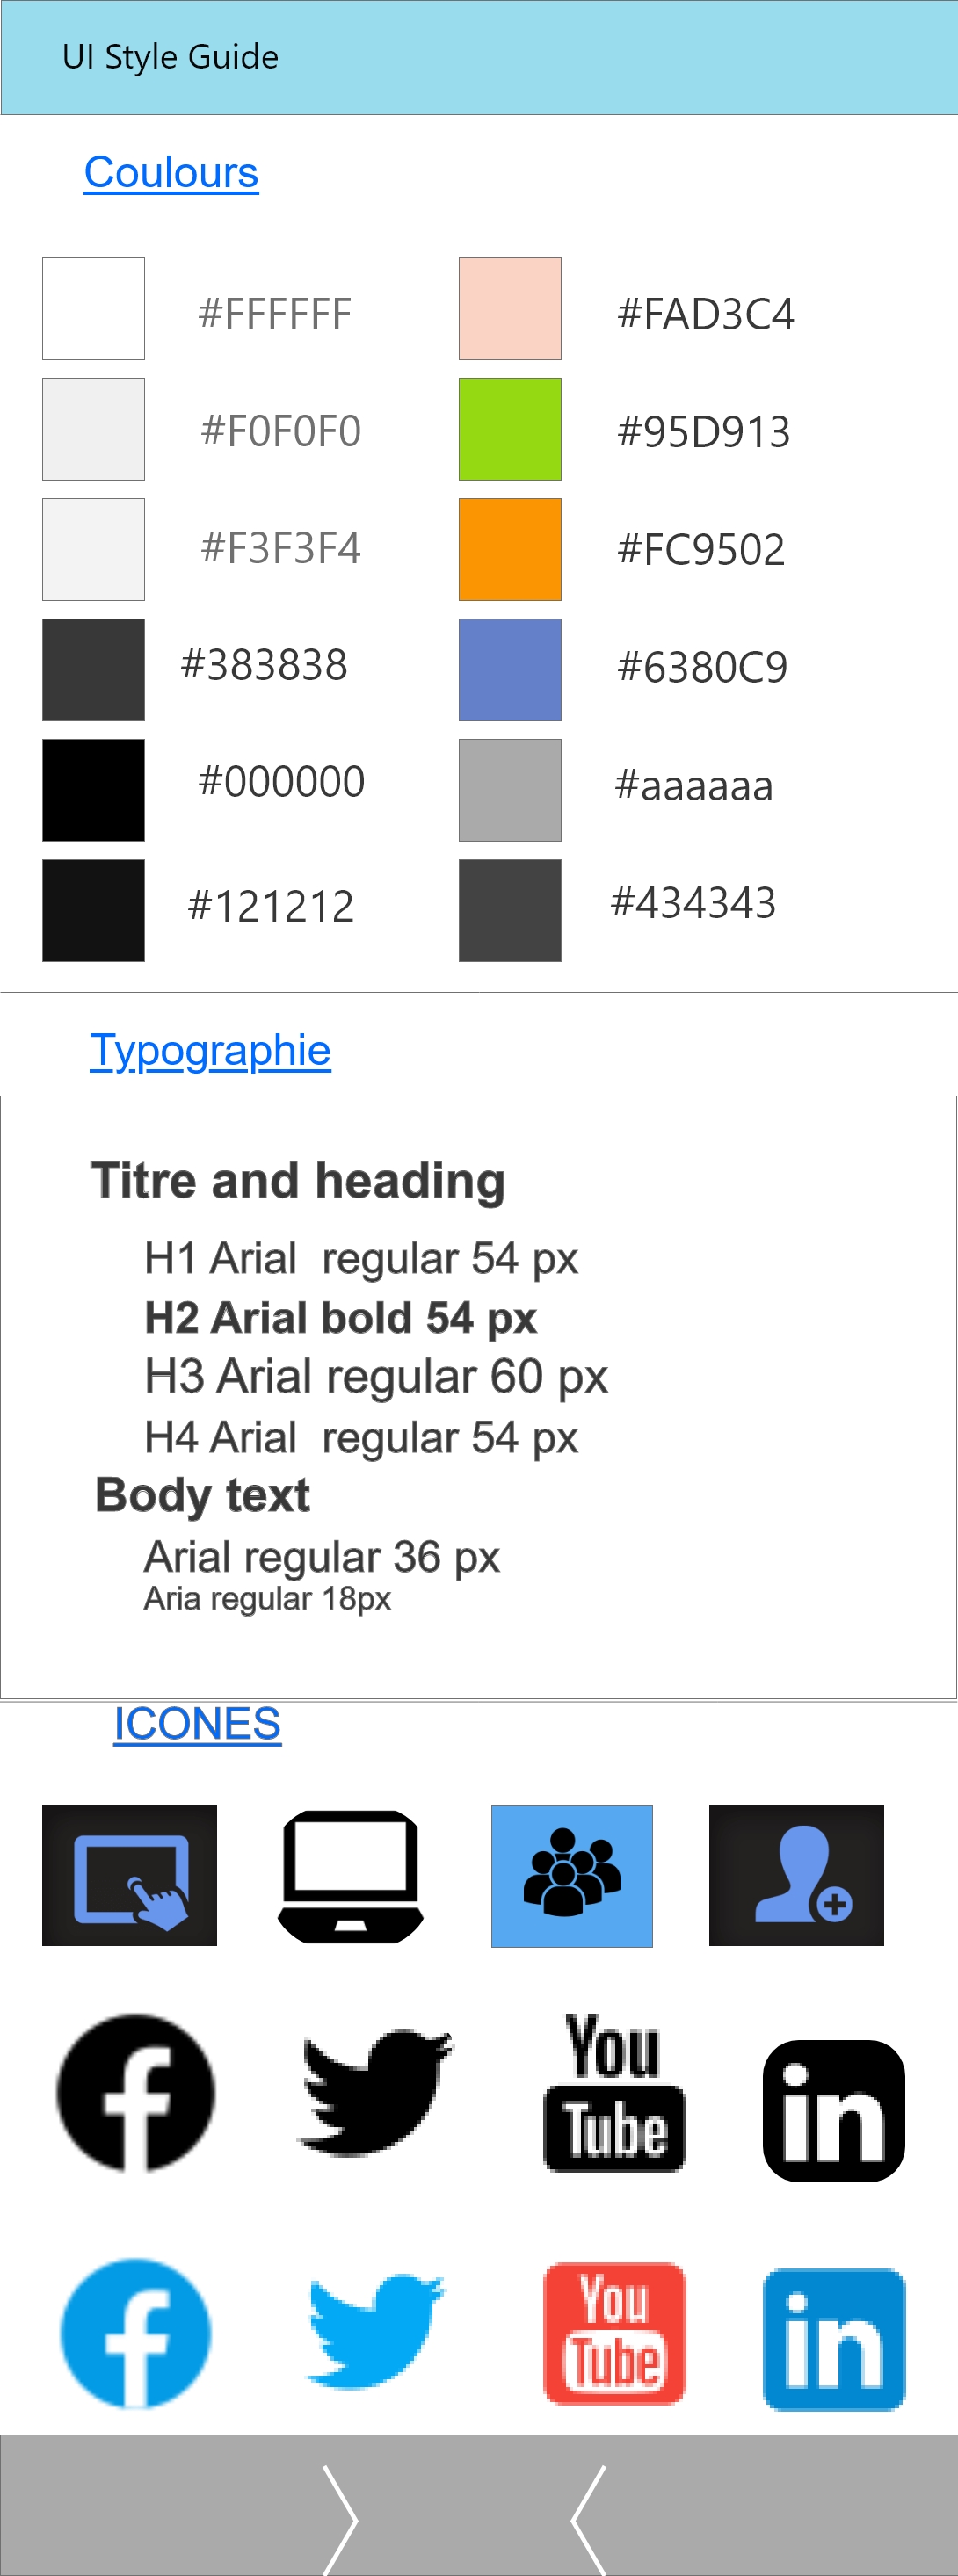 UI Style Guide
Coulours
#FFFFFF
#FAD3C4
#F0F0F0
#95D913
#F3F3F4
#FC9502
#383838
#6380C9
#000000
#aaaaaa
#121212
#434343
Typographie
Titre and heading
H1 Arial  regular 54 px
H2 Arial bold 54 px
H3 Arial regular 60 px
H4 Arial  regular 54 px
Body text
Arial regular 36 px
Aria regular 18px
ICONES
You
Tube
in
You
Tube
in